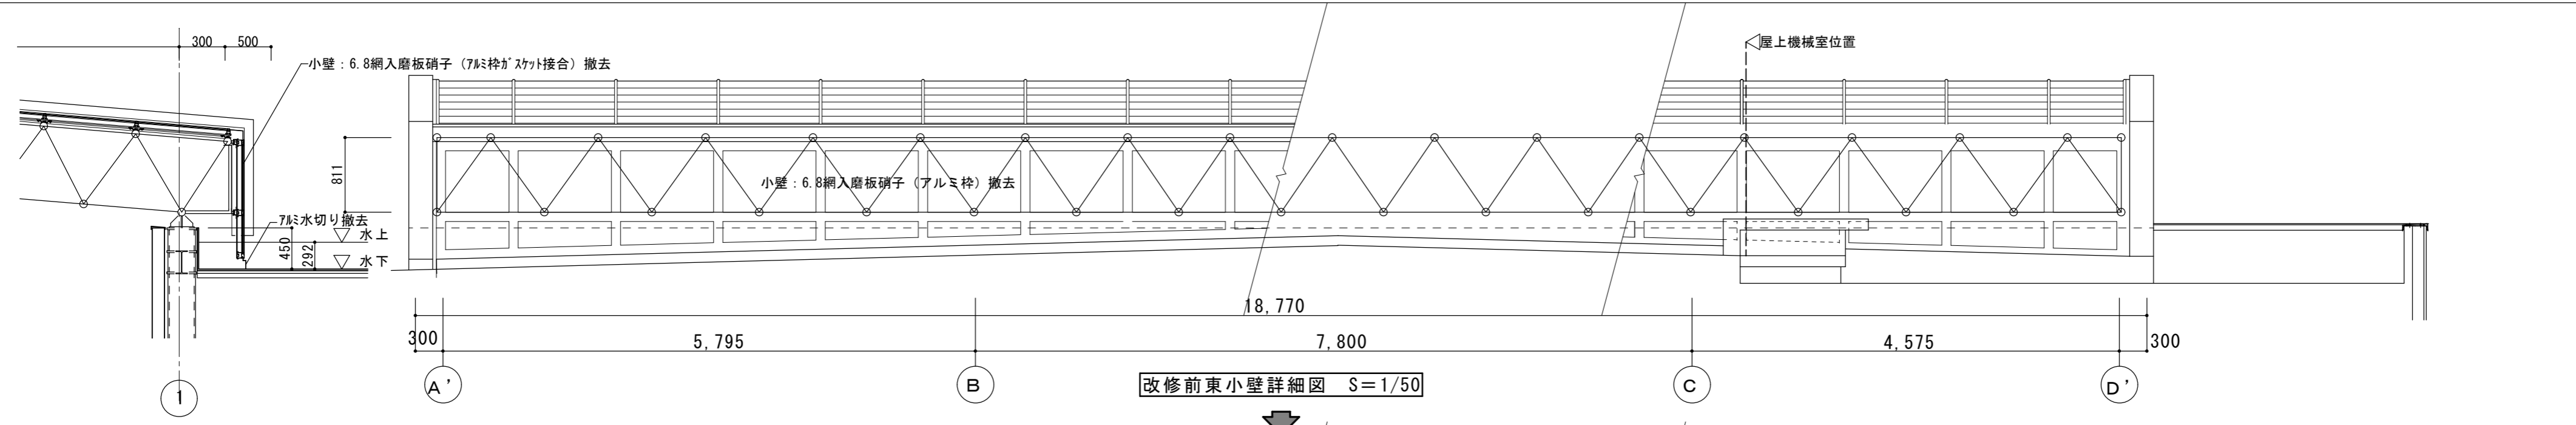 300 500
小壁：6.8網入磨板硝子（ｱﾙﾐ枠ｶﾞｽｹｯﾄ接合）撤去
屋上機械室位置
811
小壁：6.8網入磨板硝子（アルミ枠）撤去
ｱﾙﾐ水切り撤去
水上
450
292
水下
18,770
300 5,795 7,800 4,575 300
1
A' B C D'
改修前東小壁詳細図 S＝1/50